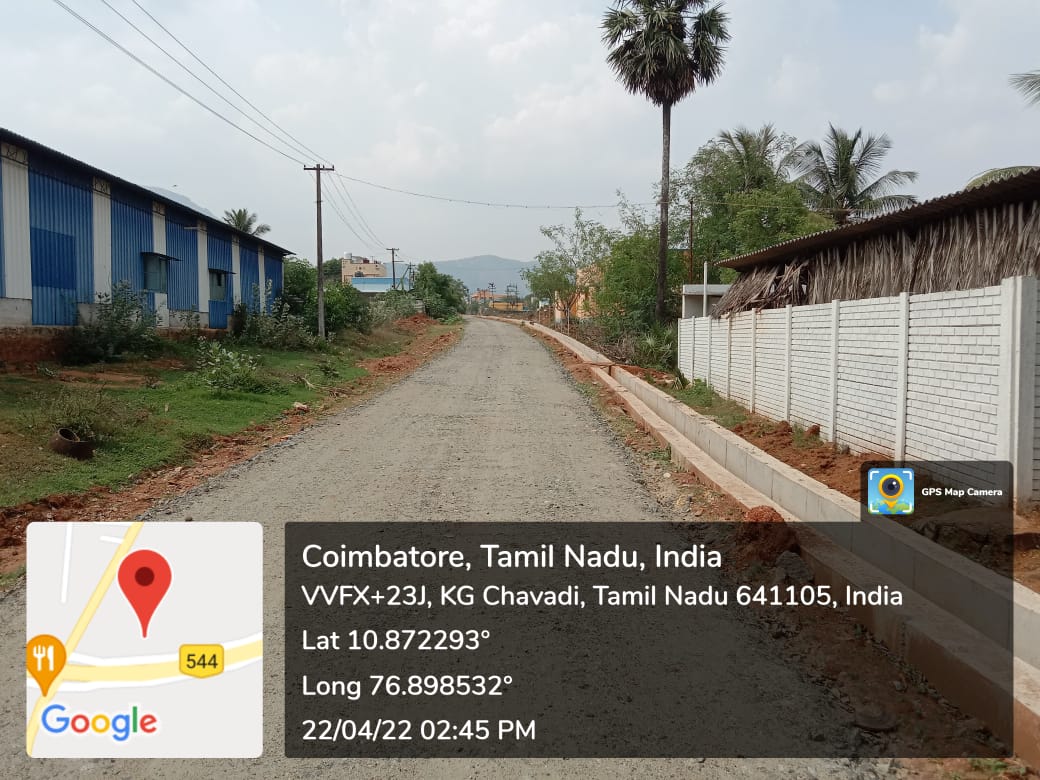 GPS Map Camera
544
Google
Coimbatore, Tamil Nadu, India
VVFX+23J, KG Chavadi, Tamil Nadu 641105, India
Lat 10.872293°
Long 76.898532°
22/04/22 02:45 PM